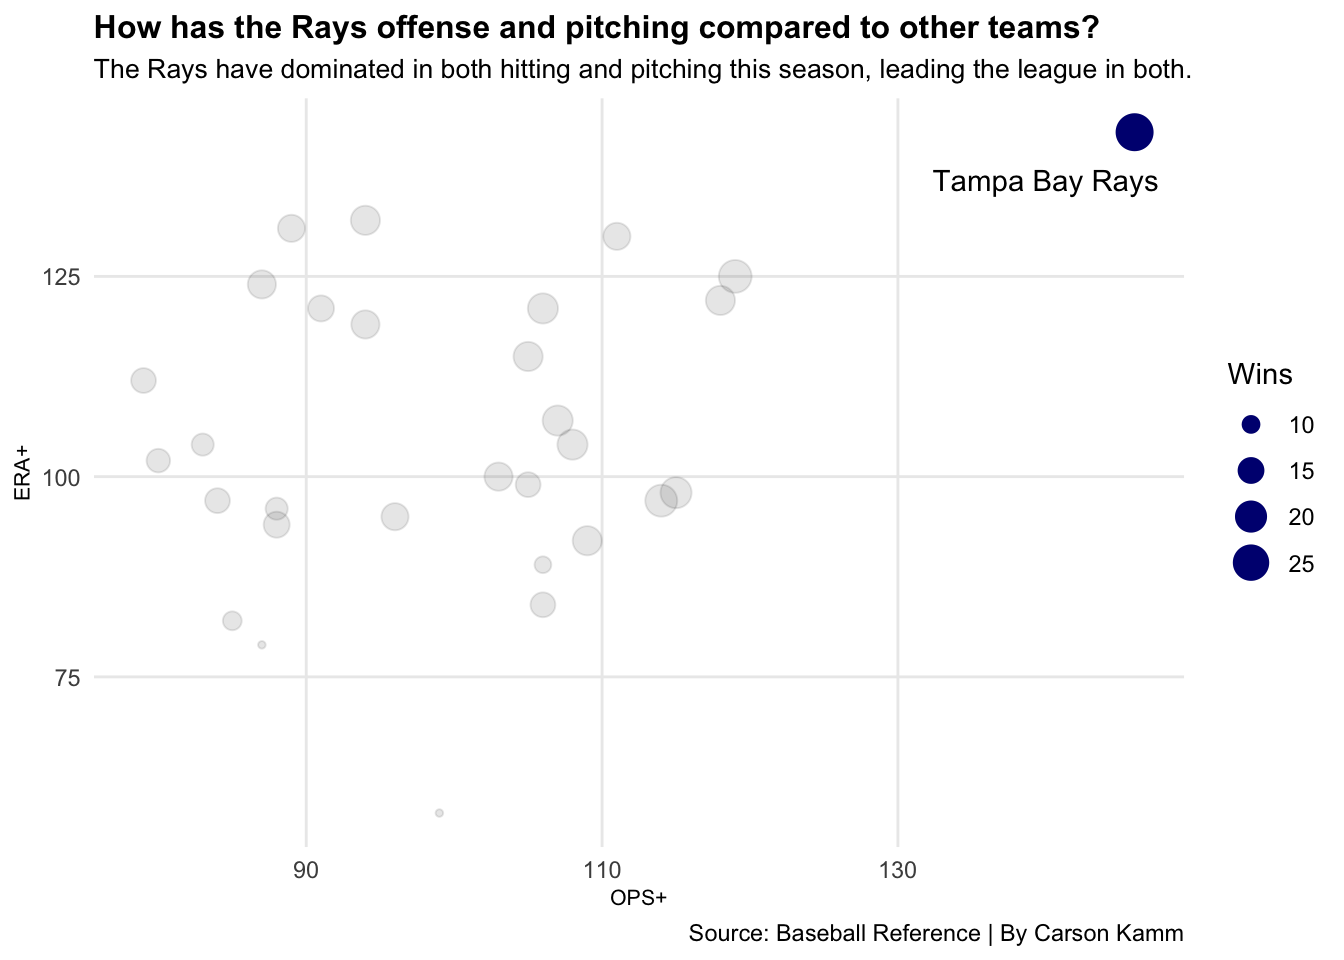 How has the Rays offense and pitching compared to other teams?
The Rays have dominated in both hitting and pitching this season, leading the league in both.
Tampa Bay Rays
125
100
75
ERA+
90
110
130
OPS+
Wins
10
15
20
25
Source: Baseball Reference | By Carson Kamm